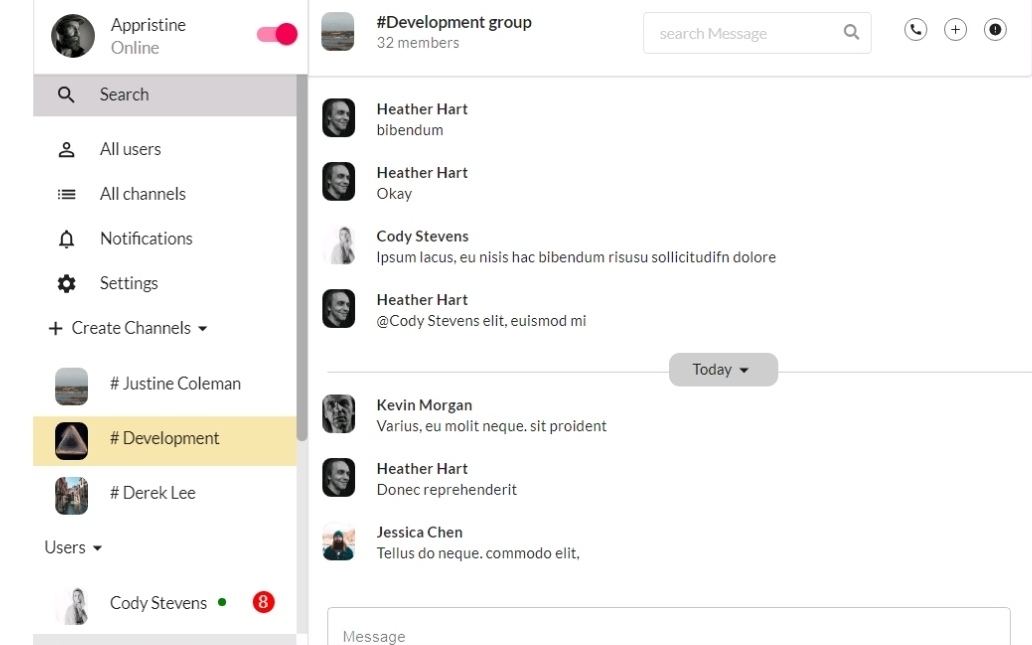 Appristine
Online
Search
All users
All channels
Notifications
Settings
Create Channels
# Justine Coleman
# Development
# Derek Lee
Users
Cody Stevens
8
#Development group
32 members
search Message
Heather Hart
bibendum
Heather Hart
Okay
Cody Stevens
Ipsum lacus, eu nisis hac bibendum risusu sollicitudifn dolore
Heather Hart
@Cody Stevens elit, euismod mi
Today
Kevin Morgan
Varius, eu molit neque. sit proident
Heather Hart
Donec reprehenderit
Jessica Chen
Tellus do neque. commodo elit,
Message